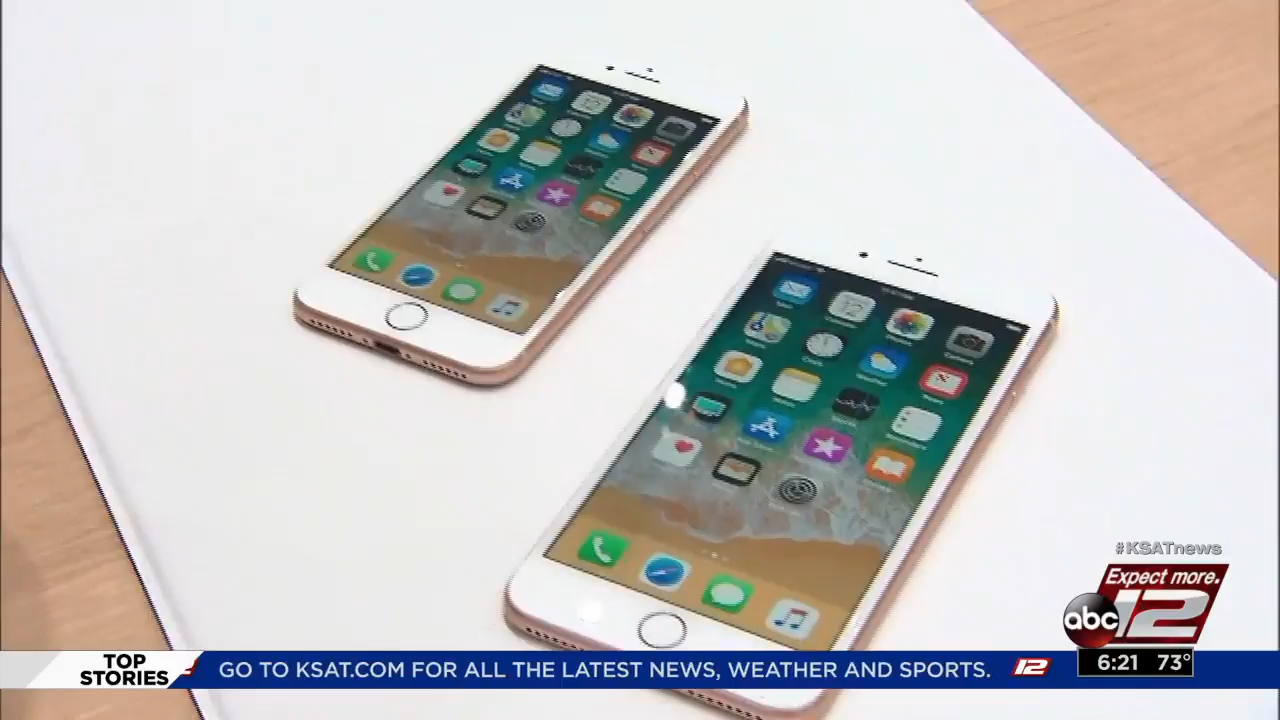 #KSATnews
Expect more.
abc 12
TOP STORIES
GO TO KSAT.COM FOR ALL THE LATEST NEWS, WEATHER AND SPORTS.
12
6:21 73°